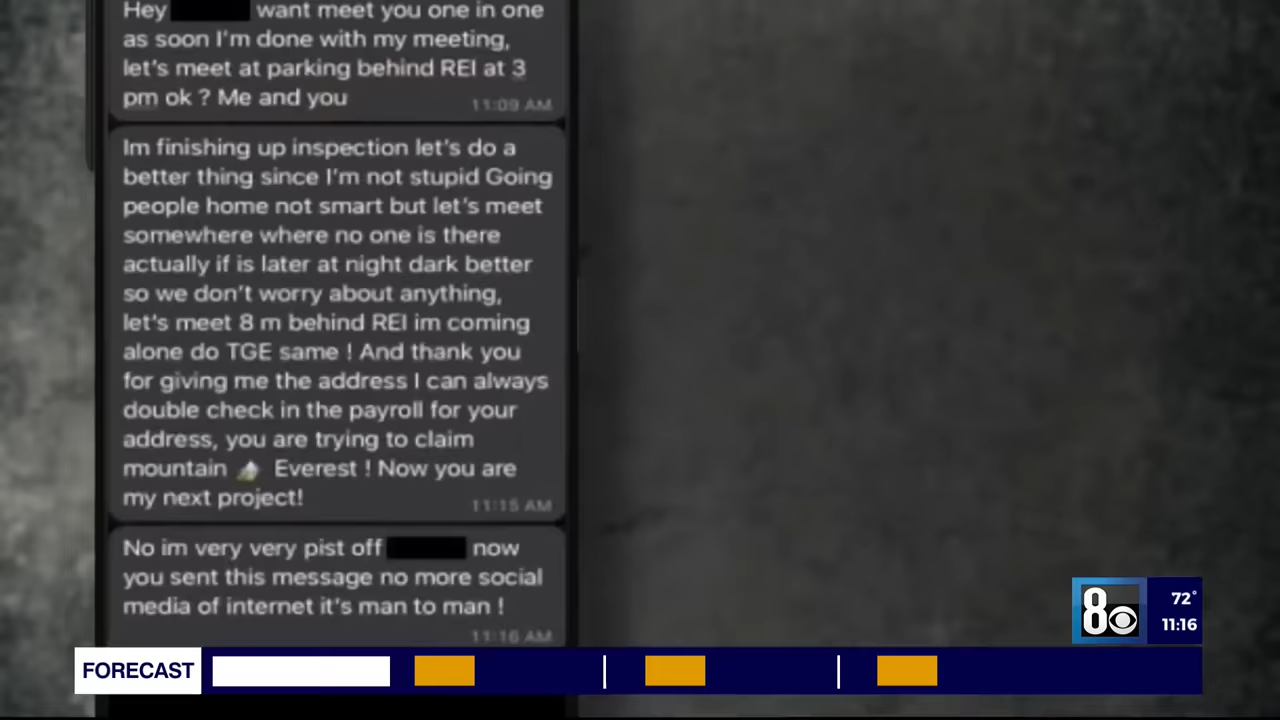 Hey want meet you one in one
as soon I'm done with my meeting,
let's meet at parking behind REI at 3
pm ok ? Me and you
11:09 AM
Im finishing up inspection let's do a
better thing since I'm not stupid Going
people home not smart but let's meet
somewhere where no one is there
actually if is later at night dark better
so we don't worry about anything,
let's meet 8 m behind REI im coming
alone do TGE same ! And thank you
for giving me the address I can always
double check in the payroll for your
address, you are trying to claim
mountain Everest ! Now you are
my next project!
11:15 AM
No im very very pist off now
you sent this message no more social
media of internet it's man to man !
11:16 AM
8
72°
11:16
FORECAST